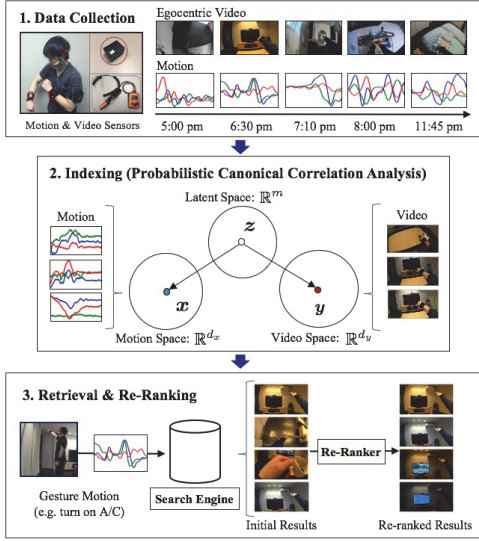 1. Data Collection
Egocentric Video
Motion
Motion & Video Sensors
5:00 pm
6:30 pm
7:10 pm
8:00 pm
11:45 pm
2. Indexing (Probabilistic Canonical Correlation Analysis)
Latent Space: ℝᵐ
Motion
Video
z
x
y
Motion Space: ℝ^{d_x}
Video Space: ℝ^{d_y}
3. Retrieval & Re-Ranking
Gesture Motion
(e.g. turn on A/C)
Search Engine
Initial Results
Re-Ranker
Re-ranked Results